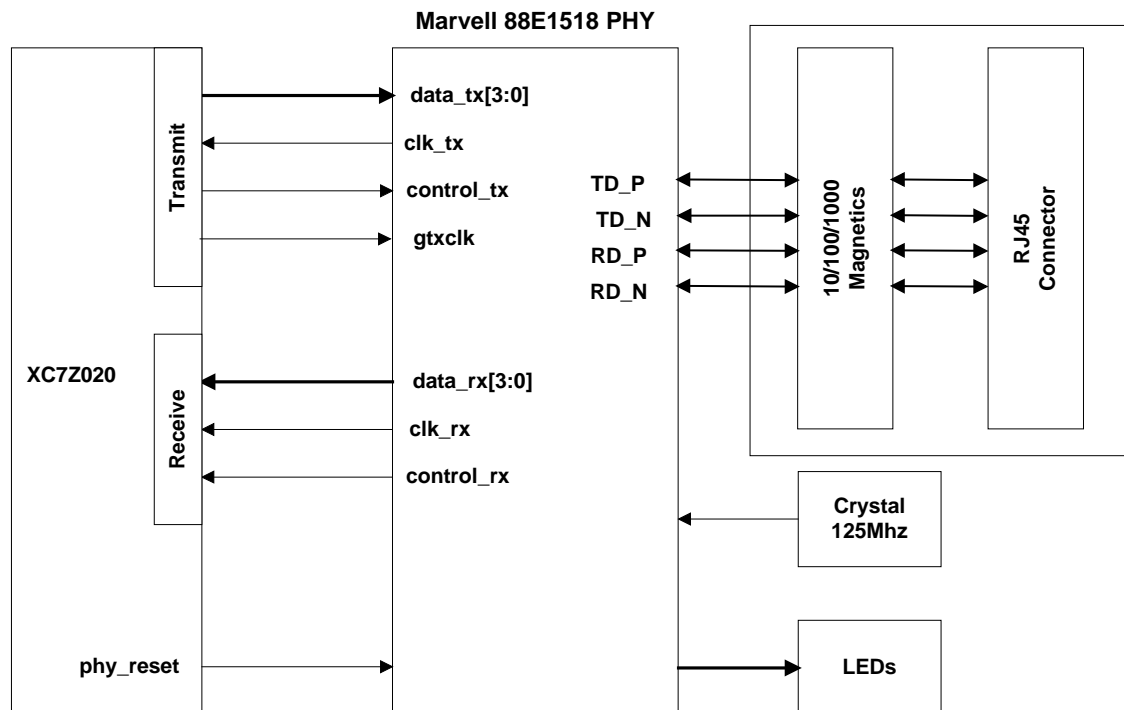 Marvell 88E1518 PHY
Transmit
data_tx[3:0]
clk_tx
control_tx
gtxclk
TD_P
TD_N
RD_P
RD_N
10/100/1000
Magnetics
RJ45
Connector
XC7Z020
Receive
data_rx[3:0]
clk_rx
control_rx
Crystal
125Mhz
phy_reset
LEDs